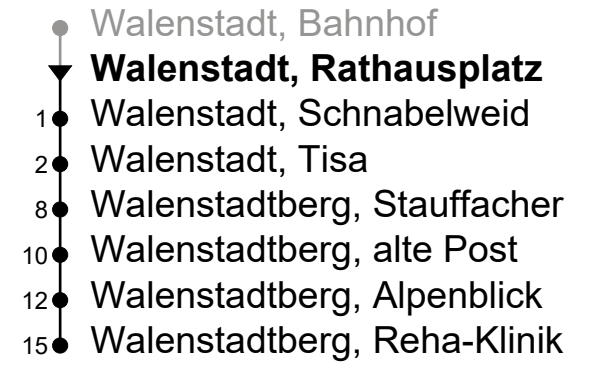 Walenstadt, Bahnhof
Walenstadt, Rathausplatz
1 Walenstadt, Schnabelweid
2 Walenstadt, Tisa
8 Walenstadtberg, Stauffacher
10 Walenstadtberg, alte Post
12 Walenstadtberg, Alpenblick
15 Walenstadtberg, Reha-Klinik